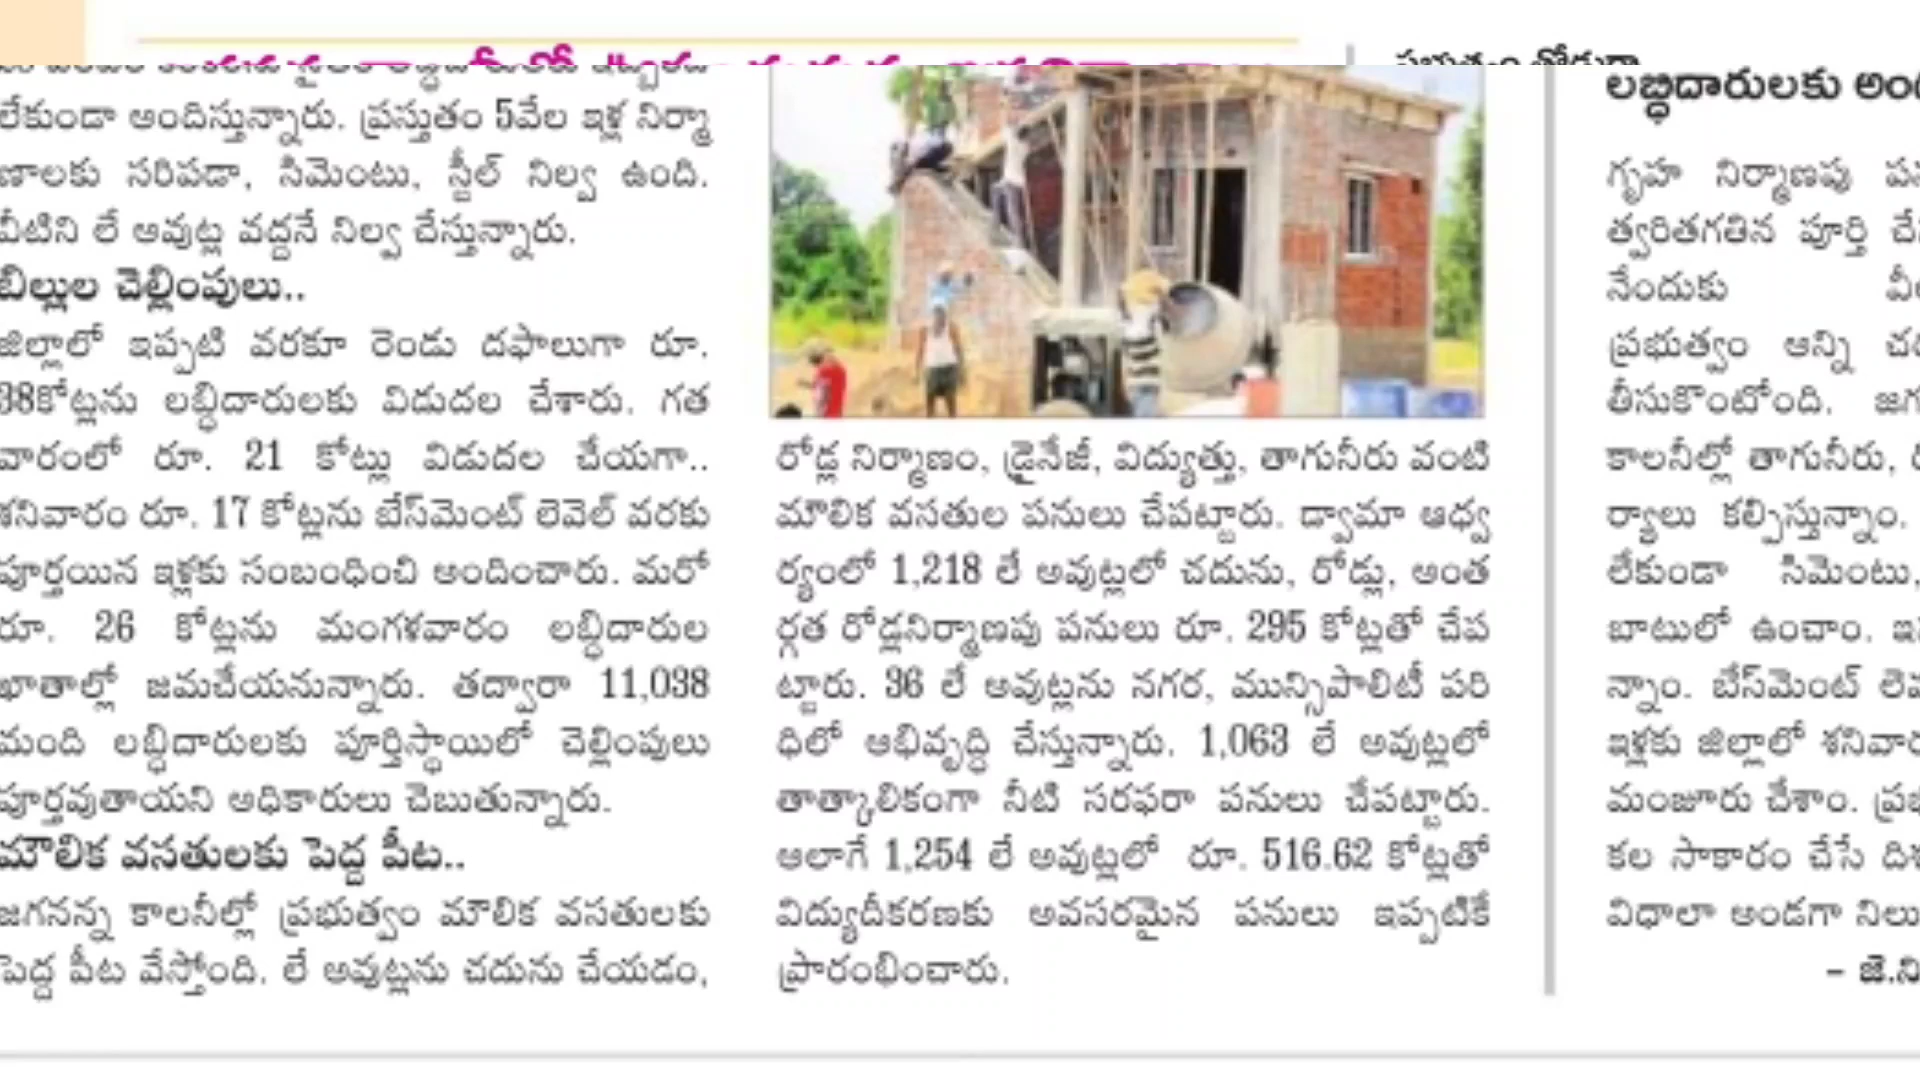 లేకుండా అందిస్తున్నారు. ప్రస్తుతం 5వేల ఇళ్ల నిర్మా
ణాలకు సరిపడా, సిమెంటు, స్టీల్ నిల్వ ఉంది.
వీటిని లే అవుట్ల వద్దనే నిల్వ చేస్తున్నారు.
బిల్లుల చెల్లింపులు..
జిల్లాలో ఇప్పటి వరకూ రెండు దఫాలుగా రూ.
38కోట్లను లబ్ధిదారులకు విడుదల చేశారు. గత
వారంలో రూ. 21 కోట్లు విడుదల చేయగా..
శనివారం రూ. 17 కోట్లను బేస్‌మెంట్ లెవెల్ వరకు
పూర్తయిన ఇళ్లకు సంబంధించి అందించారు. మరో
రూ. 26 కోట్లను మంగళవారం లబ్ధిదారుల
ఖాతాల్లో జమచేయనున్నారు. తద్వారా 11,038
మంది లబ్ధిదారులకు పూర్తిస్థాయిలో చెల్లింపులు
పూర్తవుతాయని అధికారులు చెబుతున్నారు.
మౌలిక వసతులకు పెద్ద పీట..
జగనన్న కాలనీల్లో ప్రభుత్వం మౌలిక వసతులకు
పెద్ద పీట వేస్తోంది. లే అవుట్లను చదును చేయడం,
రోడ్ల నిర్మాణం, డ్రైనేజీ, విద్యుత్తు, తాగునీరు వంటి
మౌలిక వసతుల పనులు చేపట్టారు. డ్వామా ఆధ్వ
ర్యంలో 1,218 లే అవుట్లలో చదును, రోడ్లు, అంత
ర్గత రోడ్లనిర్మాణపు పనులు రూ. 295 కోట్లతో చేప
ట్టారు. 36 లే అవుట్లను నగర, మున్సిపాలిటీ పరి
ధిలో అభివృద్ధి చేస్తున్నారు. 1,063 లే అవుట్లలో
తాత్కాలికంగా నీటి సరఫరా పనులు చేపట్టారు.
ఆలాగే 1,254 లే అవుట్లలో రూ. 516.62 కోట్లతో
విద్యుదీకరణకు అవసరమైన పనులు ఇప్పటికే
ప్రారంభించారు.
లబ్ధిదారులకు
గృహ నిర్మాణపు
త్వరితగతిన పూర్తి
నేందుకు
ప్రభుత్వం అన్ని
తీసుకొంటోంది.
కాలనీల్లో తాగునీరు,
ర్యాలు కల్పిస్తున్నాం.
లేకుండా సిమెంటు,
బాటులో ఉంచాం.
న్నాం. బేస్‌మెంట్
ఇళ్లకు జిల్లాలో
మంజూరు చేశాం.
కల సాకారం చేసే
విధాలా అండగా
– జె.ని